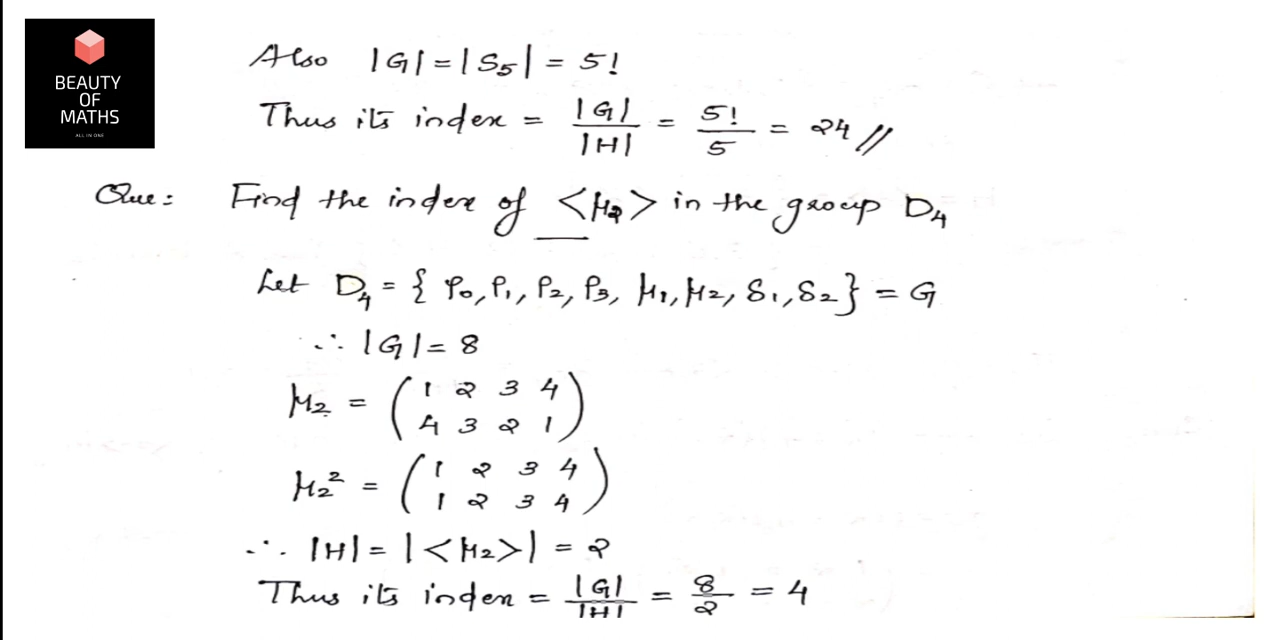 BEAUTY
OF
MATHS
ALL IN ONE
Also |G| = |S₅| = 5!
Thus its index = |G|/|H| = 5!/5 = 24 //
Que: Find the index of <μ₂> in the group D₄
Let D₄ = { ρ₀, ρ₁, ρ₂, ρ₃, μ₁, μ₂, δ₁, δ₂} = G
∴ |G| = 8
μ₂ = (1 2 3 4
4 3 2 1)
μ₂² = (1 2 3 4
1 2 3 4)
∴ |H| = |<μ₂>| = 2
Thus its index = |G|/|H| = 8/2 = 4